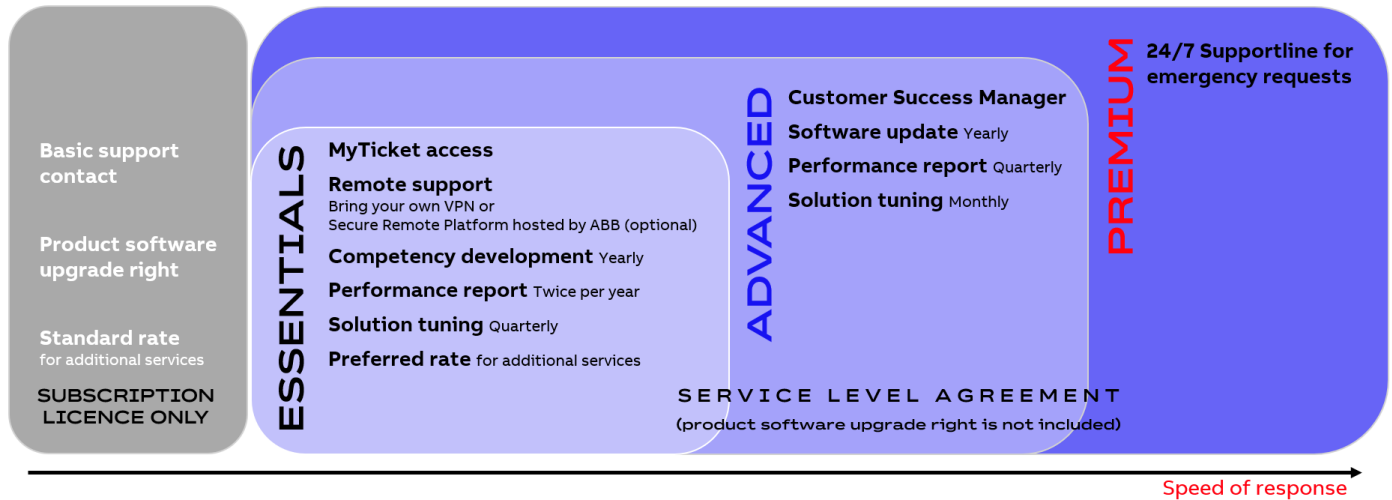 Basic support
contact
Product software
upgrade right
Standard rate
for additional services
SUBSCRIPTION
LICENCE ONLY
ESSENTIALS
MyTicket access
Remote support
Bring your own VPN or
Secure Remote Platform hosted by ABB (optional)
Competency development Yearly
Performance report Twice per year
Solution tuning Quarterly
Preferred rate for additional services
ADVANCED
Customer Success Manager
Software update Yearly
Performance report Quarterly
Solution tuning Monthly
PREMIUM
24/7 Supportline for
emergency requests
SERVICE LEVEL AGREEMENT
(product software upgrade right is not included)
Speed of response